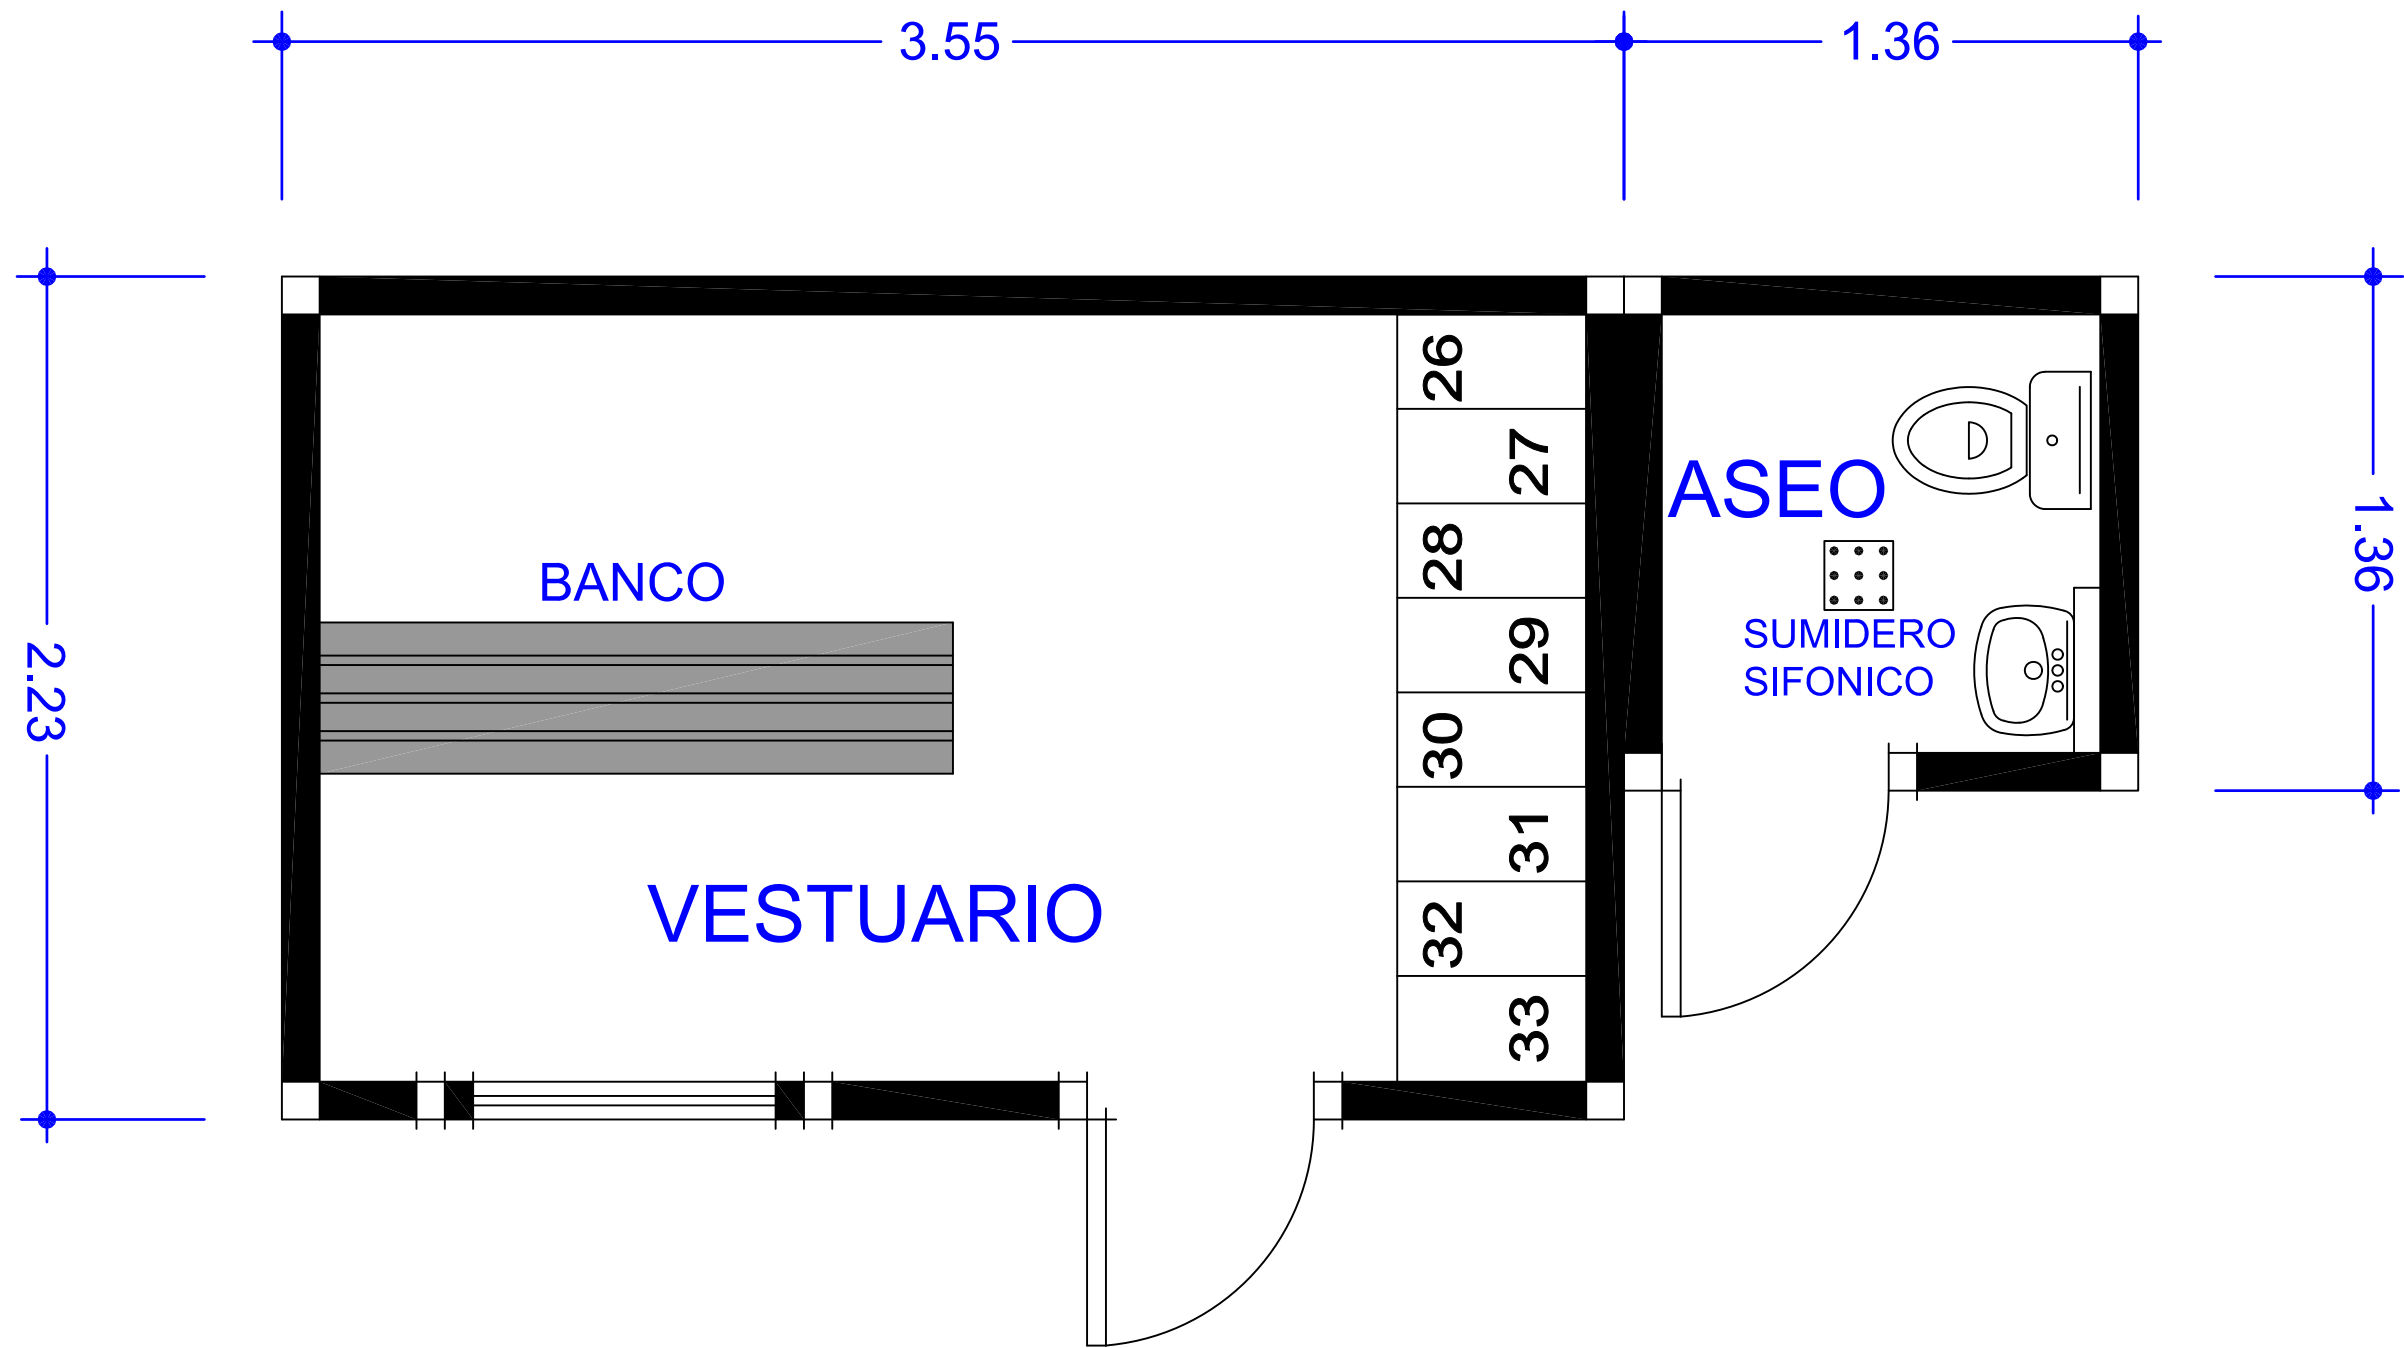 3.55
1.36
2.23
1.36
BANCO
VESTUARIO
26
27
28
29
30
31
32
33
ASEO
SUMIDERO
SIFONICO